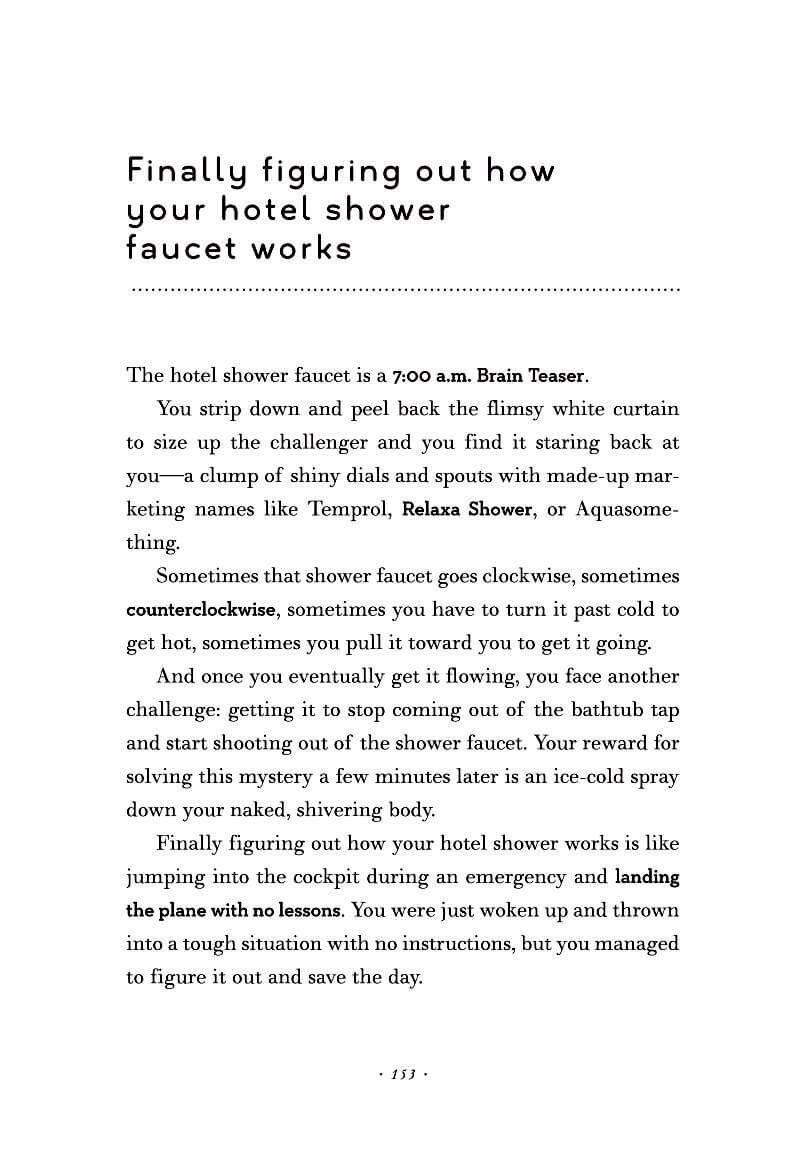 Finally figuring out how
your hotel shower
faucet works
The hotel shower faucet is a 7:00 a.m. Brain Teaser.
You strip down and peel back the flimsy white curtain
to size up the challenger and you find it staring back at
you—a clump of shiny dials and spouts with made-up mar-
keting names like Temprol, Relaxa Shower, or Aquasome-
thing.
Sometimes that shower faucet goes clockwise, sometimes
counterclockwise, sometimes you have to turn it past cold to
get hot, sometimes you pull it toward you to get it going.
And once you eventually get it flowing, you face another
challenge: getting it to stop coming out of the bathtub tap
and start shooting out of the shower faucet. Your reward for
solving this mystery a few minutes later is an ice-cold spray
down your naked, shivering body.
Finally figuring out how your hotel shower works is like
jumping into the cockpit during an emergency and landing
the plane with no lessons. You were just woken up and thrown
into a tough situation with no instructions, but you managed
to figure it out and save the day.
· 153 ·